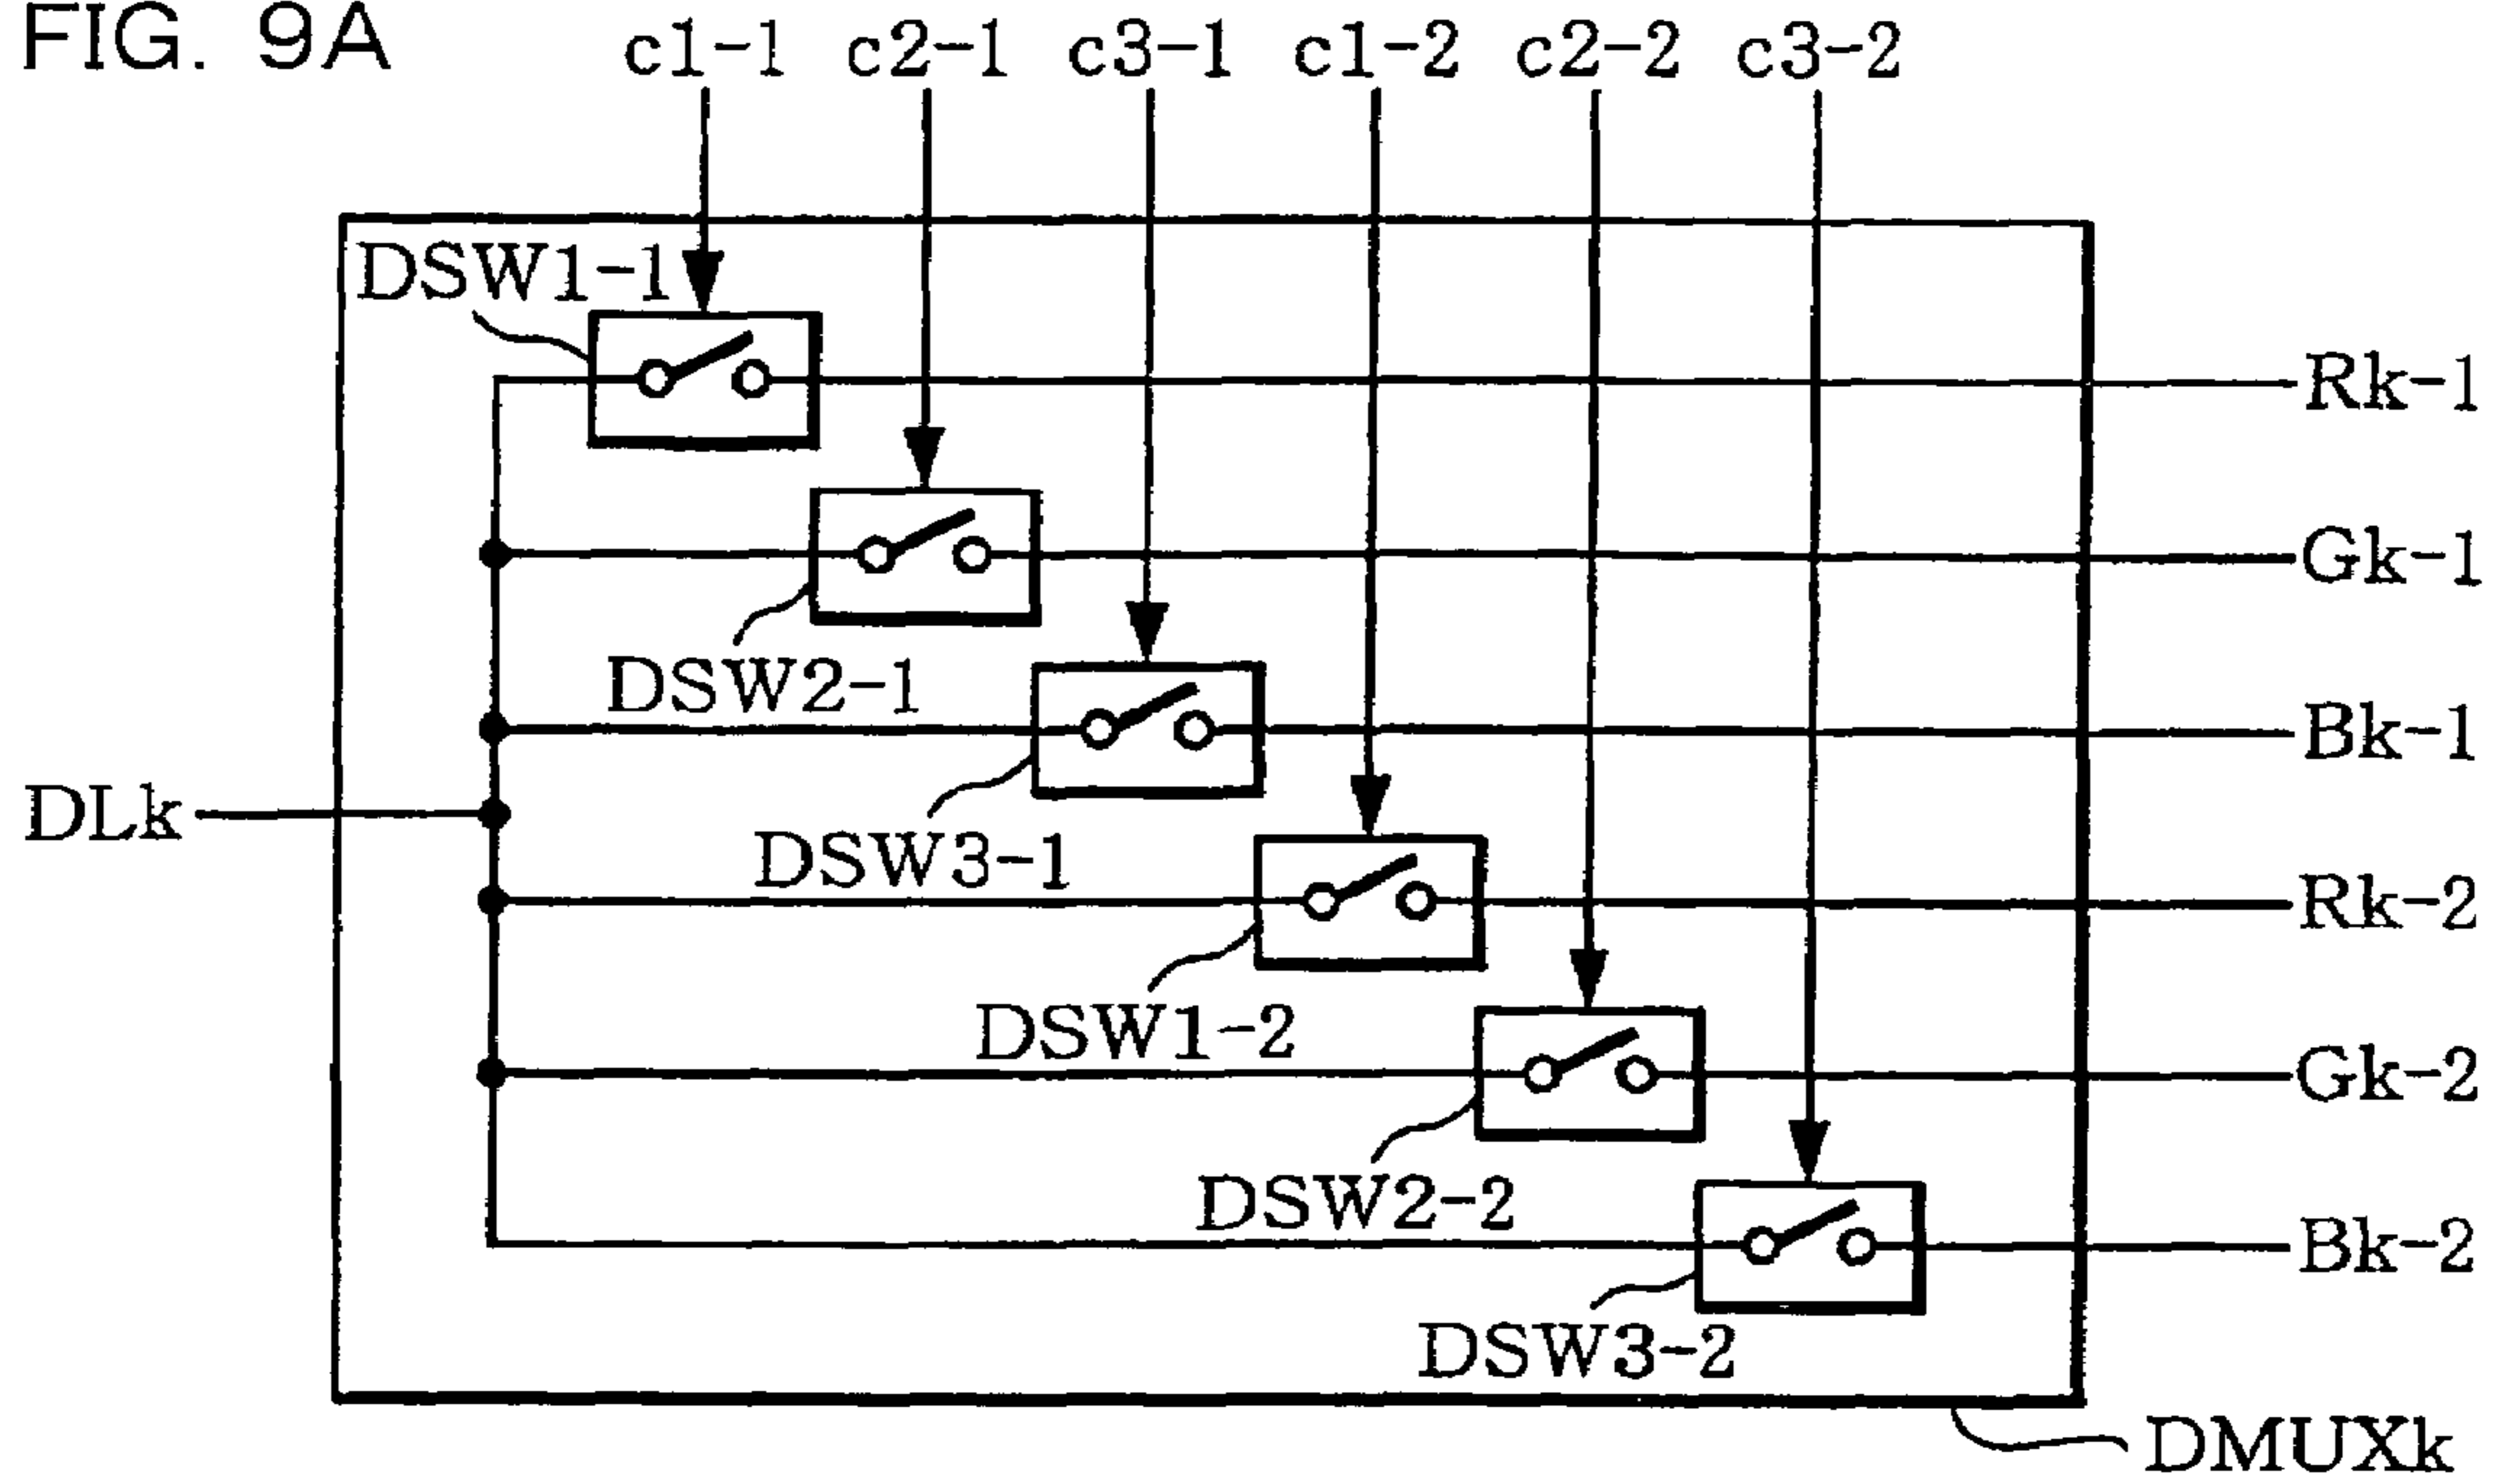 FIG. 9A
c1-1 c2-1 c3-1 c1-2 c2-2 c3-2
DSW1-1
Rk-1
Gk-1
DSW2-1
Bk-1
DLk
DSW3-1
Rk-2
DSW1-2
Gk-2
DSW2-2
Bk-2
DSW3-2
DMUXk